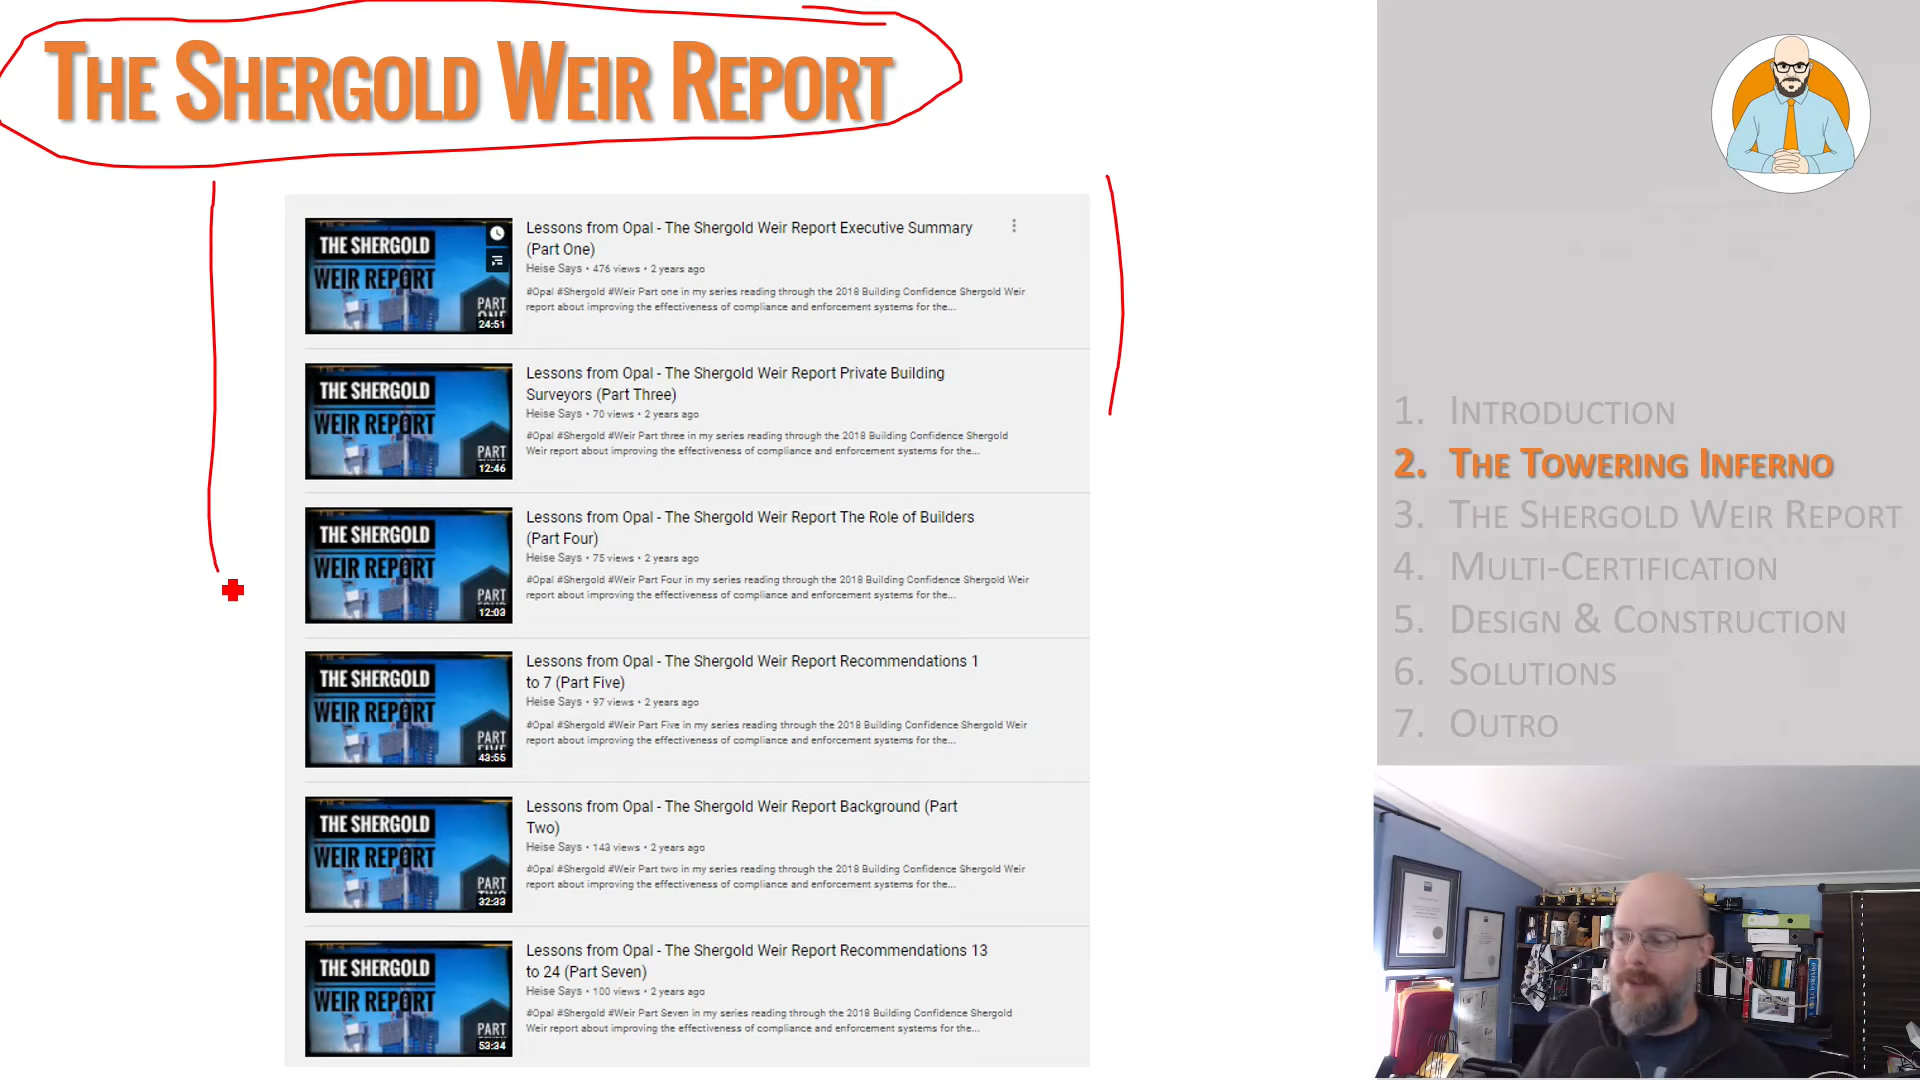 THE SHERGOLD WEIR REPORT
THE SHERGOLD
WEIR REPORT
PART
ONE
24:51
Lessons from Opal - The Shergold Weir Report Executive Summary
(Part One)
Heise Says • 476 views • 2 years ago
#Opal #Shergold #Weir Part one in my series reading through the 2018 Building Confidence Shergold Weir
report about improving the effectiveness of compliance and enforcement systems for the...
THE SHERGOLD
WEIR REPORT
PART
12:46
Lessons from Opal - The Shergold Weir Report Private Building
Surveyors (Part Three)
Heise Says • 70 views • 2 years ago
#Opal #Shergold #Weir Part three in my series reading through the 2018 Building Confidence Shergold
Weir report about improving the effectiveness of compliance and enforcement systems for the...
THE SHERGOLD
WEIR REPORT
PART
12:03
Lessons from Opal - The Shergold Weir Report The Role of Builders
(Part Four)
Heise Says • 75 views • 2 years ago
#Opal #Shergold #Weir Part Four in my series reading through the 2018 Building Confidence Shergold Weir
report about improving the effectiveness of compliance and enforcement systems for the...
THE SHERGOLD
WEIR REPORT
PART
FIVE
43:55
Lessons from Opal - The Shergold Weir Report Recommendations 1
to 7 (Part Five)
Heise Says • 97 views • 2 years ago
#Opal #Shergold #Weir Part Five in my series reading through the 2018 Building Confidence Shergold Weir
report about improving the effectiveness of compliance and enforcement systems for the...
THE SHERGOLD
WEIR REPORT
PART
TWO
32:33
Lessons from Opal - The Shergold Weir Report Background (Part
Two)
Heise Says • 143 views • 2 years ago
#Opal #Shergold #Weir Part two in my series reading through the 2018 Building Confidence Shergold Weir
report about improving the effectiveness of compliance and enforcement systems for the...
THE SHERGOLD
WEIR REPORT
PART
53:34
Lessons from Opal - The Shergold Weir Report Recommendations 13
to 24 (Part Seven)
Heise Says • 100 views • 2 years ago
#Opal #Shergold #Weir Part Seven in my series reading through the 2018 Building Confidence Shergold
Weir report about improving the effectiveness of compliance and enforcement systems for the...
1. INTRODUCTION
2. THE TOWERING INFERNO
3. THE SHERGOLD WEIR REPORT
4. MULTI-CERTIFICATION
5. DESIGN & CONSTRUCTION
6. SOLUTIONS
7. OUTRO